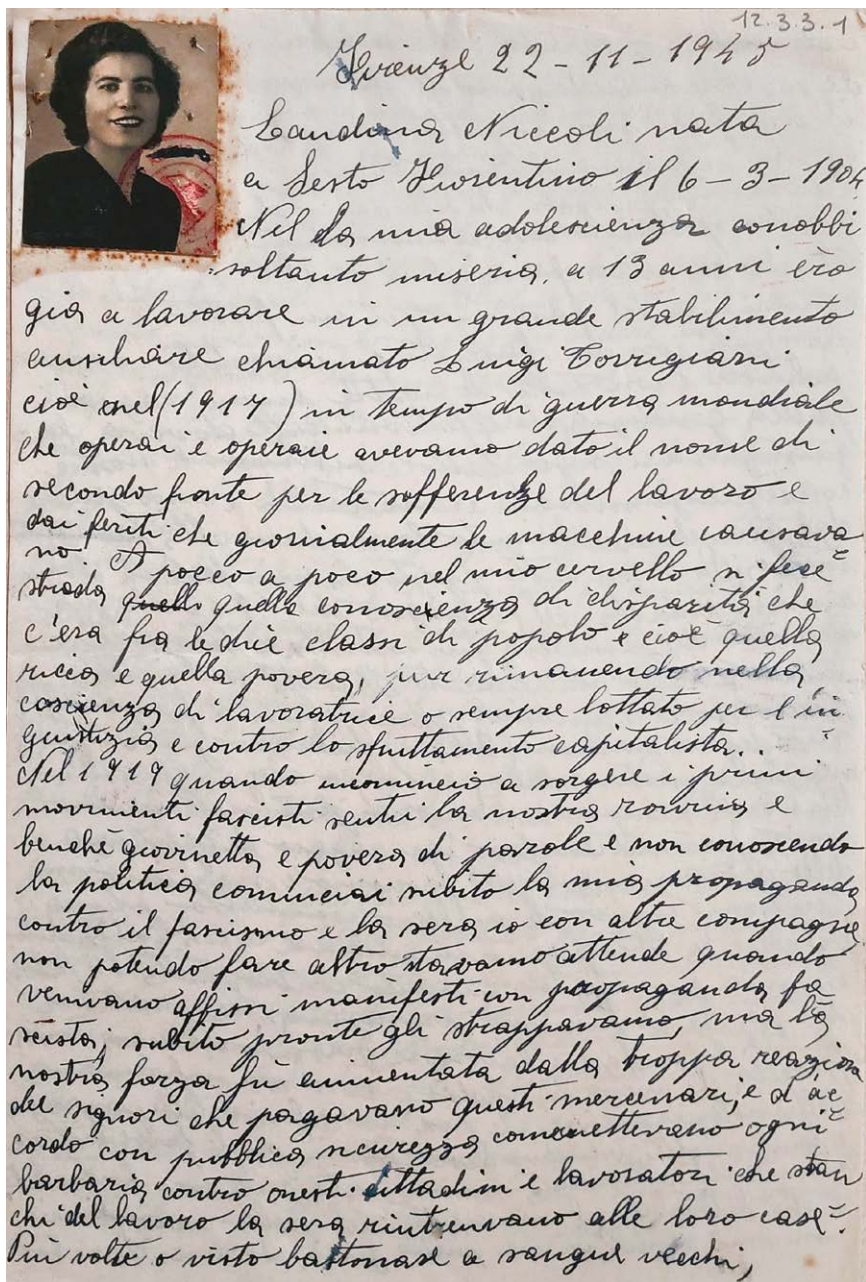 12.3.3.1
Firenze 22-11-1945
Landina Niccoli nata
a Sesto Fiorentino il 6-3-1904
Nel la mia adolescienza conobbi
soltanto miseria, a 13 anni ero
già a lavorare in un grande stabilimento
ausiliare chiamato Luigi Torrigiani
cioè nel (1917) in tempo di guerra mondiale
che operai e operaie avevamo dato il nome di
secondo fronte per le sofferenze del lavoro e
dai feriti che giornialmente le macchine causava
no A poco a poco nel mio cervello si fece
strada quello quella conoscienza di disparità che
c'era fra le due classi di popolo e cioè quella
ricca e quella povera, pur rimanendo nella
coscienza di lavoratrice o sempre lottato per l'in
giustizia e contro lo sfruttamento capitalista..
Nel 1919 quando incominciò a sorgere i primi
movimenti fascisti sentii la nostra rovina e
benché giovinetta e povera di parole e non conoscendo
la politica cominciai subito la mia propaganda
contro il fascismo e la sera io con altre compagne
non potendo fare altro stavamo attende quando
venivano affissi manifesti con propaganda fa
scista; subito pronte gli strappavamo, ma la
nostra forza fù annientata dalla troppa reazione
dei signori che pagavano questi mercenari, e d'ac
cordo con pubblica sicurezza commettevano ogni
barbaria contro onesti cittadini e lavoratori che stan
chi del lavoro la sera rientravano alle loro case.
Più volte o visto bastonare a sangue vecchi,